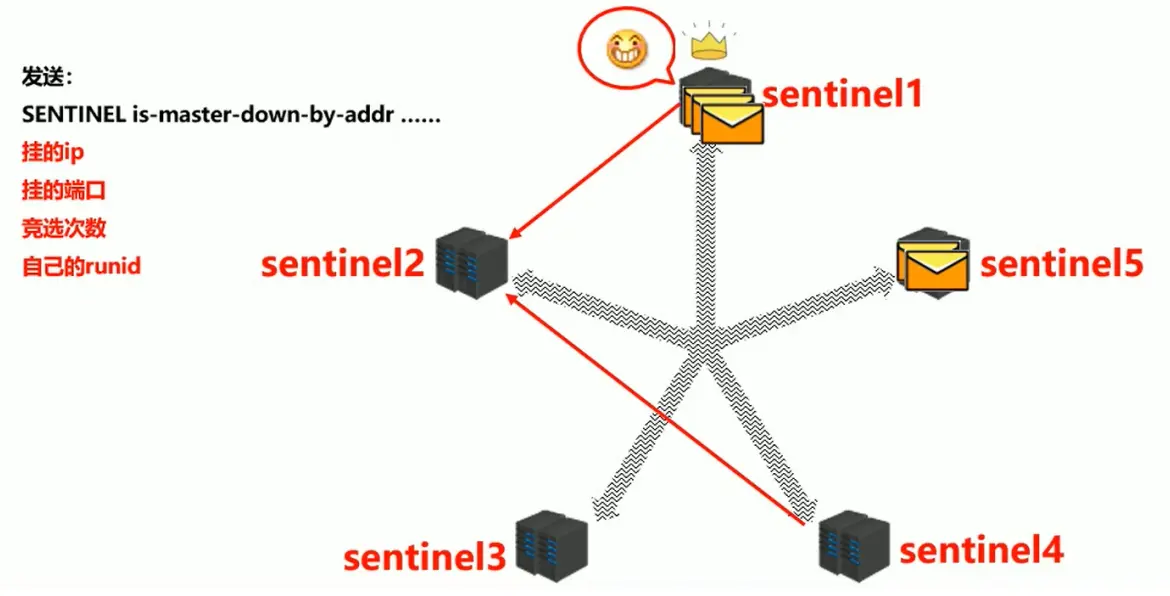 发送：
SENTINEL is-master-down-by-addr ......
挂的ip
挂的端口
竞选次数
自己的runid
sentinel1
sentinel2
sentinel5
sentinel3
sentinel4